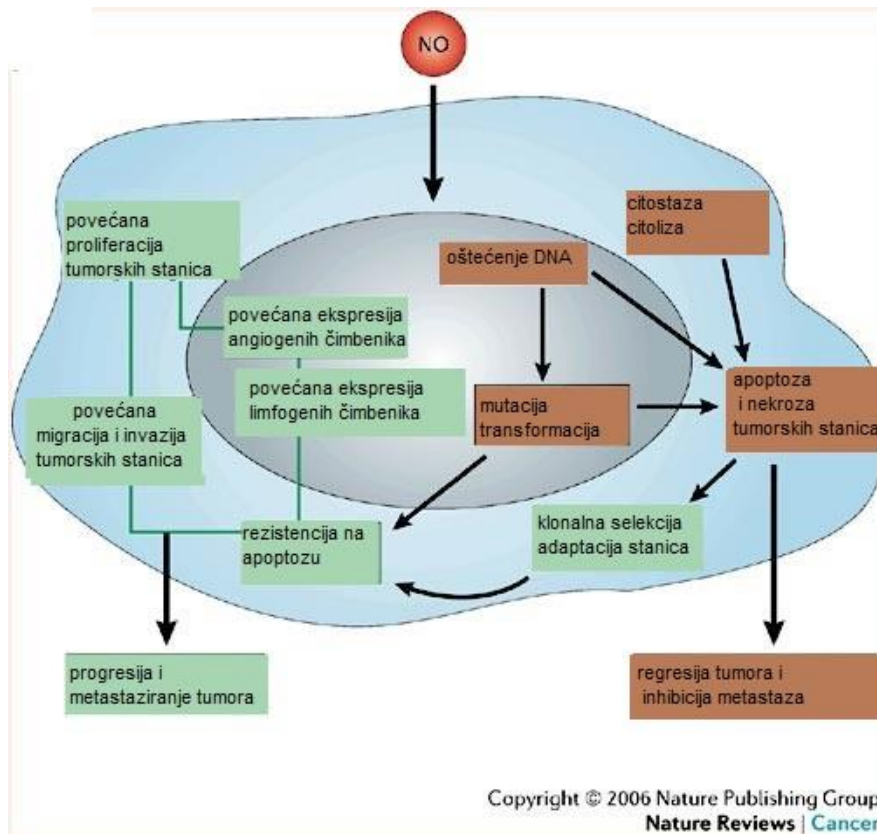 NO
povećana
proliferacija
tumorskih stanica
citostaza
citoliza
oštećenje DNA
povećana ekspresija
angiogenih čimbenika
povećana ekspresija
limfogenih čimbenika
mutacija
transformacija
apoptoza
i nekroza
tumorskih stanica
povećana
migracija i invazija
tumorskih stanica
rezistencija na
apoptozu
klonalna selekcija
adaptacija stanica
progresija i
metastaziranje tumora
regresija tumora i
inhibicija metastaza
Copyright © 2006 Nature Publishing Group
Nature Reviews | Cancer